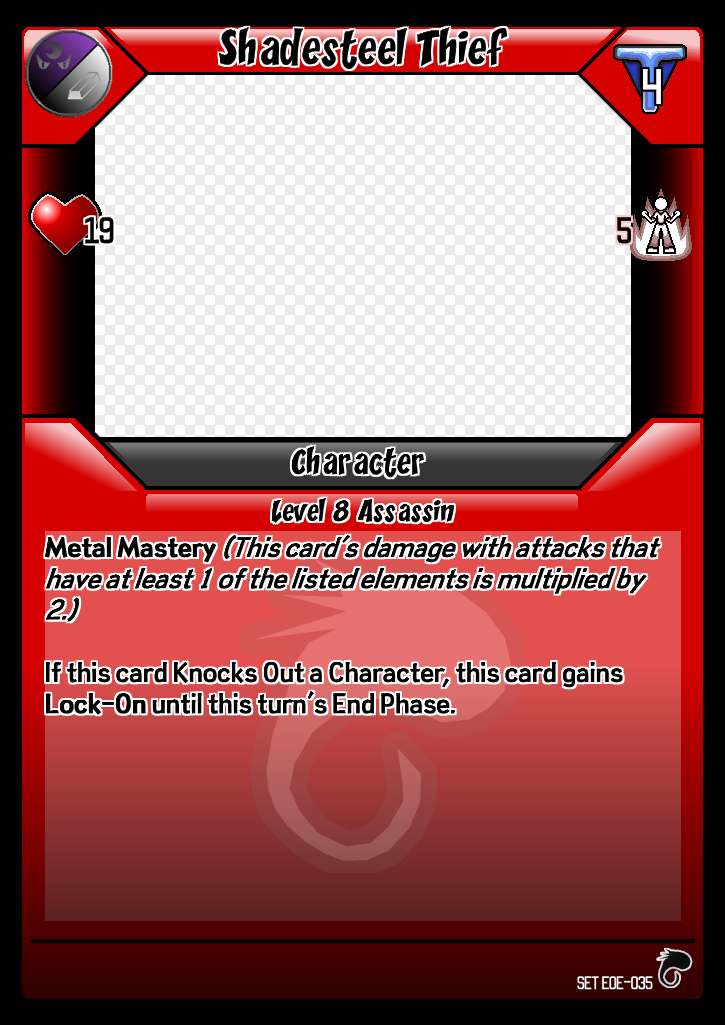 Shadesteel Thief
4
19
5
Character
Level 8 Assassin
Metal Mastery (This card's damage with attacks that
have at least 1 of the listed elements is multiplied by
2.)
If this card Knocks Out a Character, this card gains
Lock-On until this turn's End Phase.
SET EOE-035